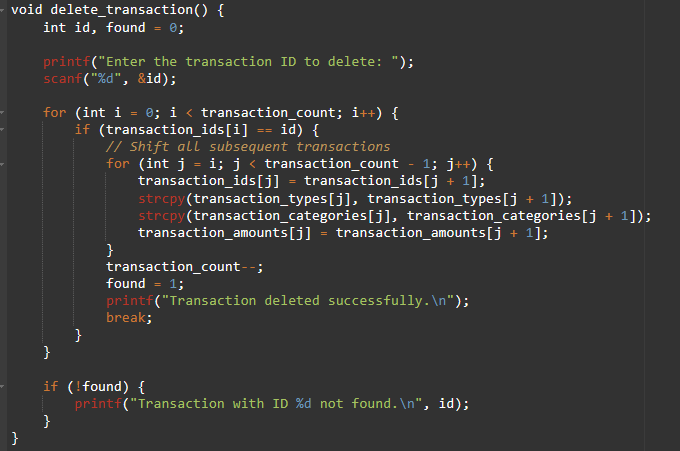 void delete_transaction() {
    int id, found = 0;

    printf("Enter the transaction ID to delete: ");
    scanf("%d", &id);

    for (int i = 0; i < transaction_count; i++) {
        if (transaction_ids[i] == id) {
            // Shift all subsequent transactions
            for (int j = i; j < transaction_count - 1; j++) {
                transaction_ids[j] = transaction_ids[j + 1];
                strcpy(transaction_types[j], transaction_types[j + 1]);
                strcpy(transaction_categories[j], transaction_categories[j + 1]);
                transaction_amounts[j] = transaction_amounts[j + 1];
            }
            transaction_count--;
            found = 1;
            printf("Transaction deleted successfully.\n");
            break;
        }
    }

    if (!found) {
        printf("Transaction with ID %d not found.\n", id);
    }
}